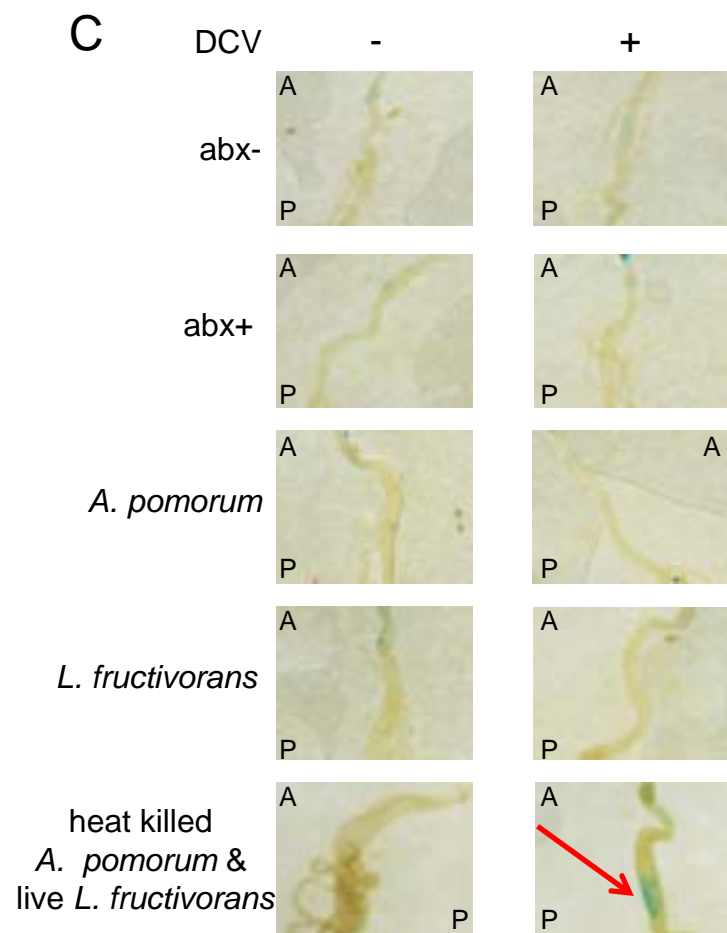 C
DCV - +
A A
abx-
P P
A A
abx+
P P
A A
A. pomorum
P P
A A
L. fructivorans
P P
A A
heat killed
A. pomorum &
live L. fructivorans
P P